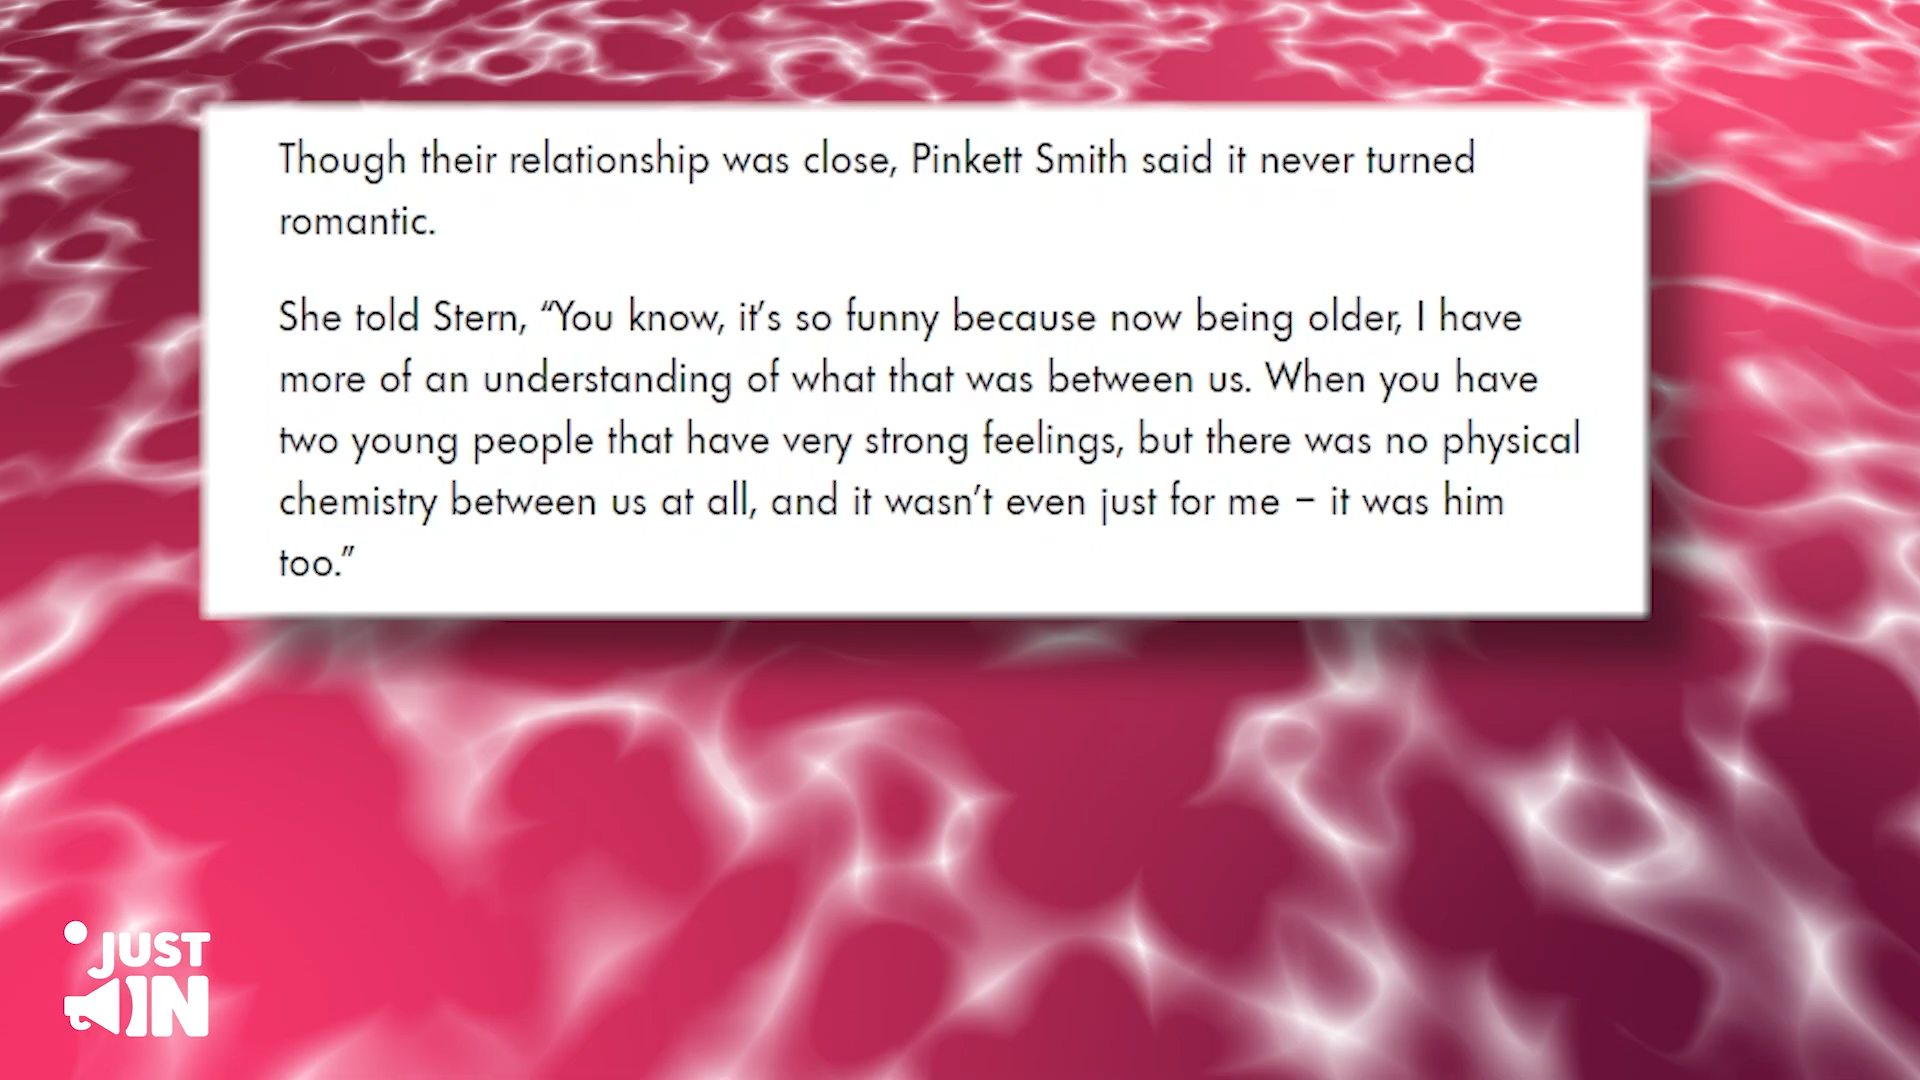 Though their relationship was close, Pinkett Smith said it never turned
romantic.
She told Stern, “You know, it’s so funny because now being older, I have
more of an understanding of what that was between us. When you have
two young people that have very strong feelings, but there was no physical
chemistry between us at all, and it wasn’t even just for me – it was him
too.”
JUST
IN